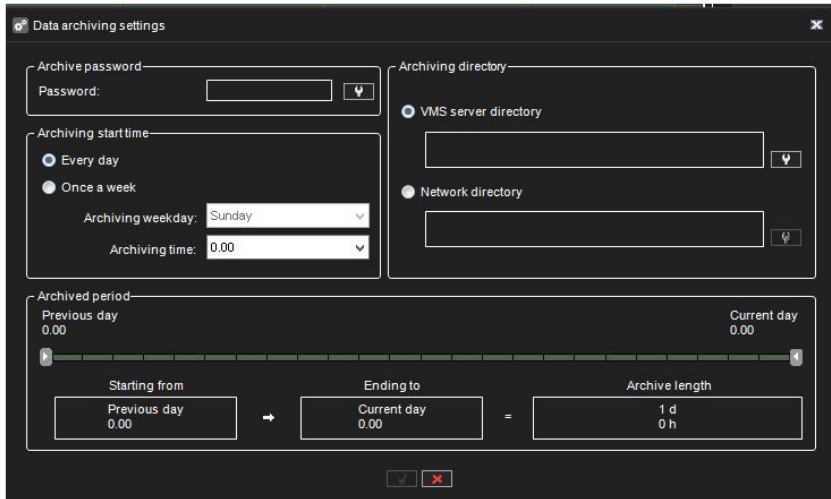 Data archiving settings
Archive password
Password:
Archiving start time
Every day
Once a week
Archiving weekday: Sunday
Archiving time: 0.00
Archiving directory
VMS server directory
Network directory
Archived period
Previous day
0.00
Current day
0.00
Starting from
Previous day
0.00
Ending to
Current day
0.00
=
Archive length
1 d
0 h